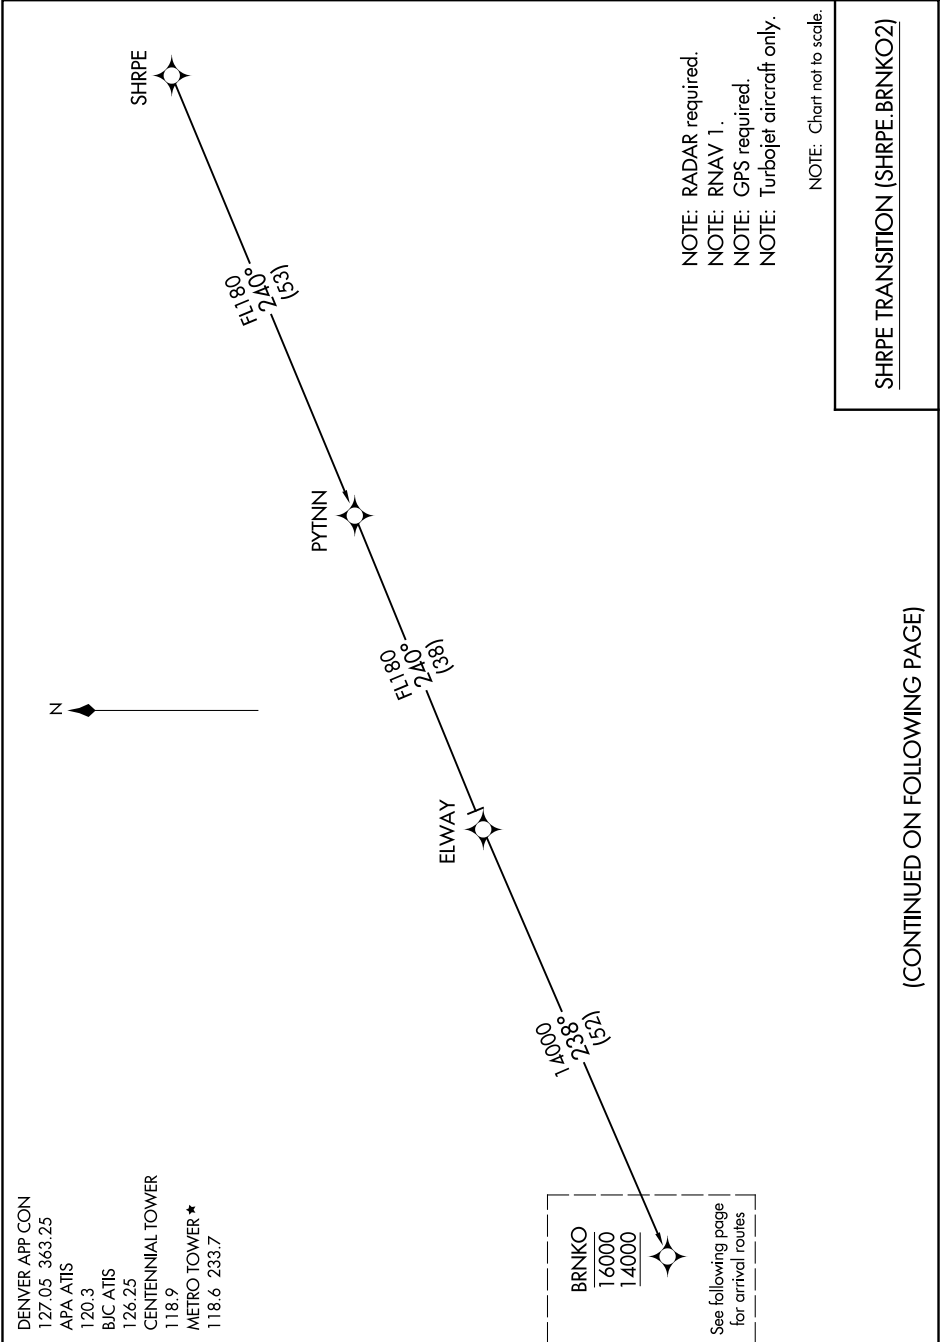 DENVER APP CON
127.05 363.25
APA ATIS
120.3
BJC ATIS
126.25
CENTENNIAL TOWER
118.9
METRO TOWER★
118.6 233.7
N
SHRPE
FL180
240°
(53)
PYTNN
FL180
240°
(38)
ELWAY
14000
238°
(52)
BRNKO
16000
14000
See following page
for arrival routes
NOTE: RADAR required.
NOTE: RNAV 1.
NOTE: GPS required.
NOTE: Turbojet aircraft only.
NOTE: Chart not to scale.
SHRPE TRANSITION (SHRPE.BRNKO2)
(CONTINUED ON FOLLOWING PAGE)